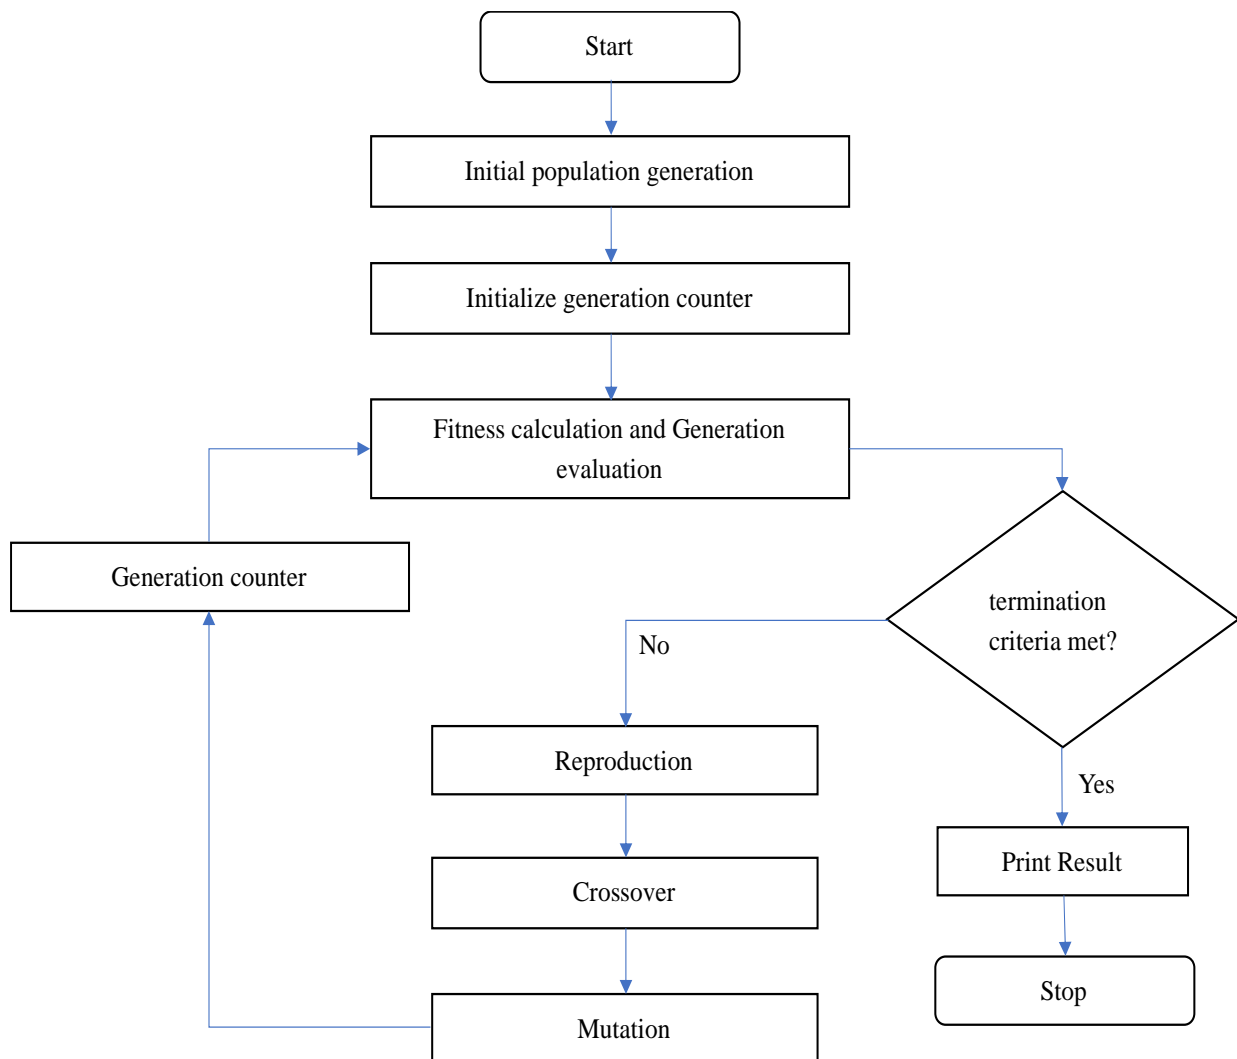 Start
Initial population generation
Initialize generation counter
Fitness calculation and Generation
evaluation
Generation counter
termination
criteria met?
No
Reproduction
Yes
Print Result
Crossover
Stop
Mutation